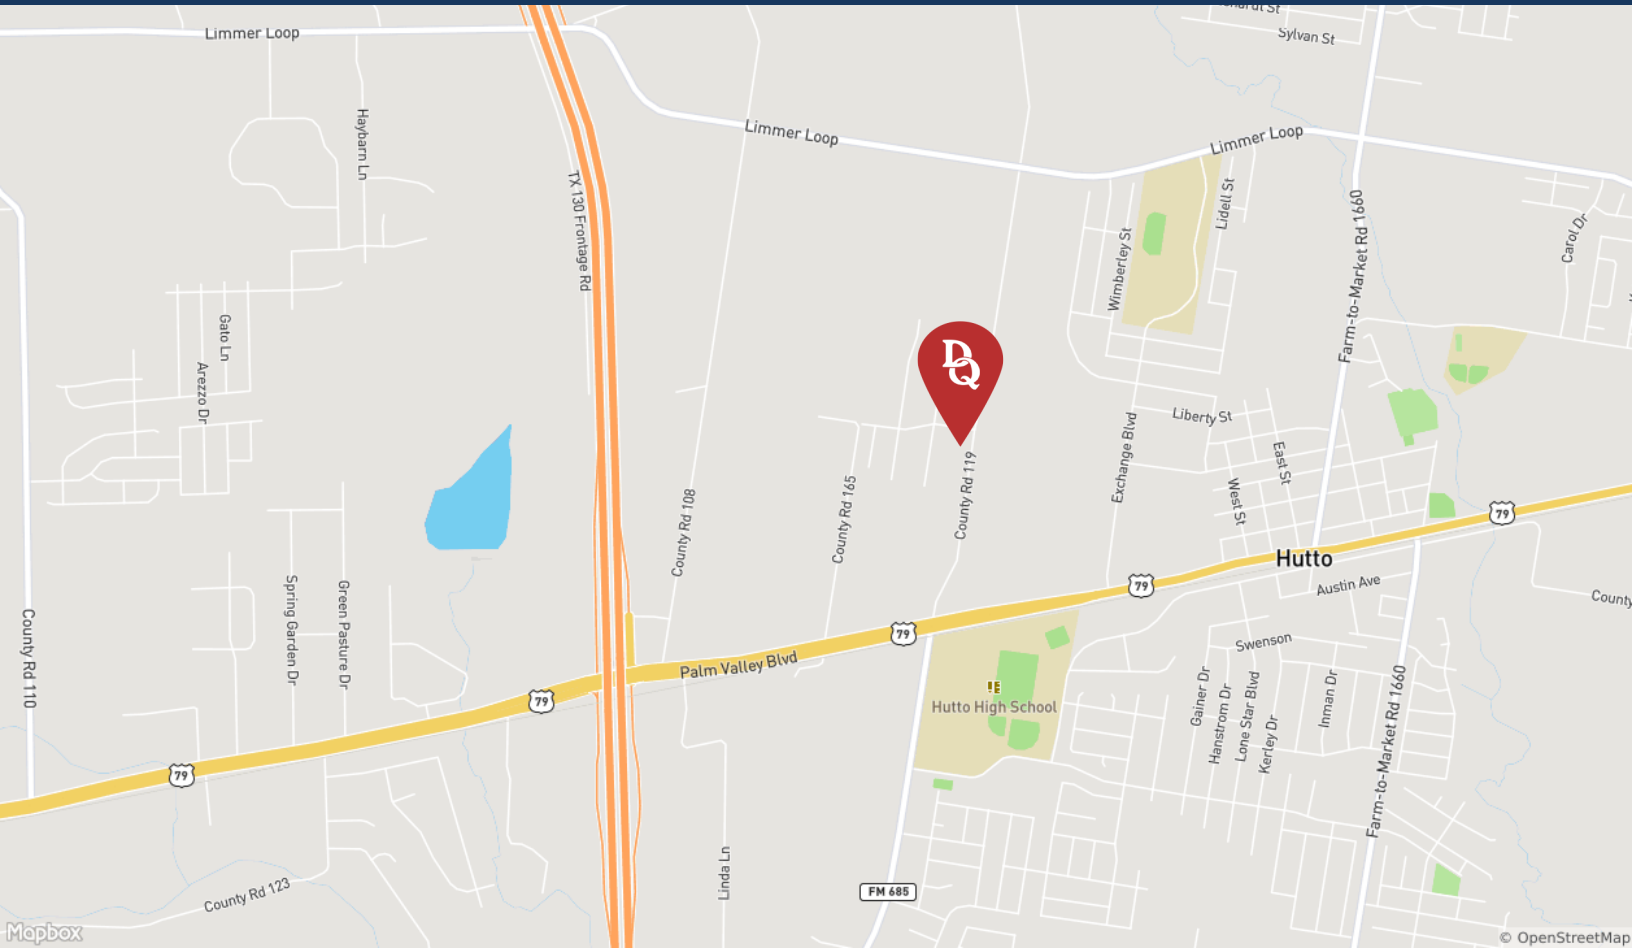 Sylvan St
Limmer Loop
Haybarn Ln
Limmer Loop
Limmer Loop
TX 130 Frontage Rd
Lidell St
Wimberley St
Farm-to-Market Rd 1660
Carol Dr
Gato Ln
Arezzo Dr
DQ
Liberty St
Exchange Blvd
East St
West St
County Rd 108
County Rd 165
County Rd 119
79
Hutto
79
Austin Ave
County
Spring Garden Dr
Green Pasture Dr
County Rd 110
79
Swenson
Palm Valley Blvd
79
Hutto High School
Gainer Dr
Hanstrom Dr
Lone Star Blvd
Kerley Dr
Inman Dr
Farm-to-Market Rd 1660
79
Linda Ln
County Rd 123
FM 685
Mapbox
© OpenStreetMap